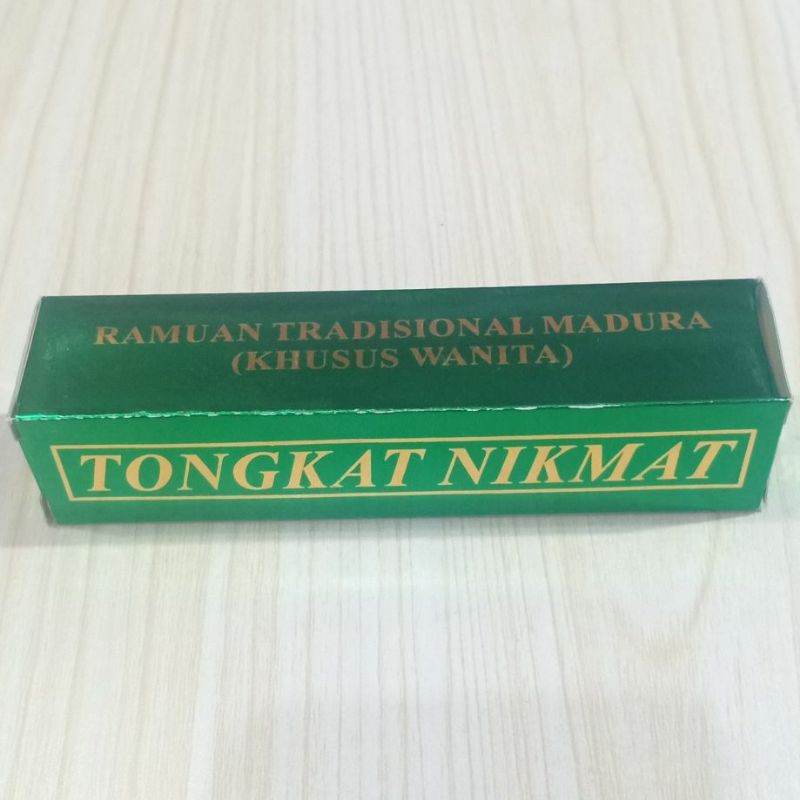 RAMUAN TRADISIONAL MADURA
(KHUSUS WANITA)
TONGKAT NIKMAT